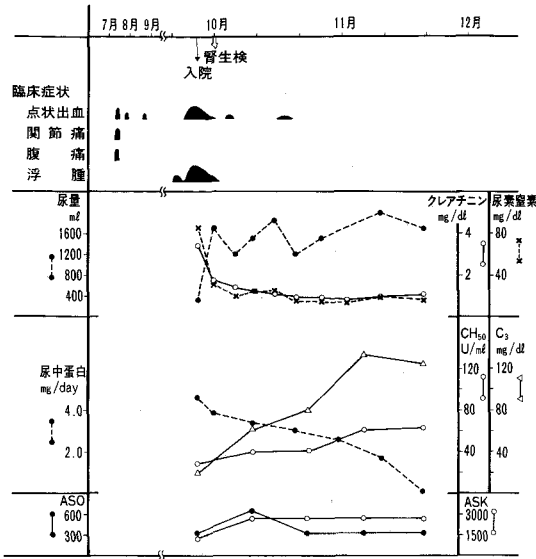 7月 8月 9月 10月 11月 12月
腎生検
入院
臨床症状
点状出血
関節痛
腹痛
浮腫
尿量
ml
1600
1200
800
400
クレアチニン
mg/dl
4
2
尿素窒素
mg/dl
80
40
尿中蛋白
mg/day
4.0
2.0
CH50
U/ml
120
80
40
C3
mg/dl
120
80
40
ASO
600
300
ASK
3000
1500